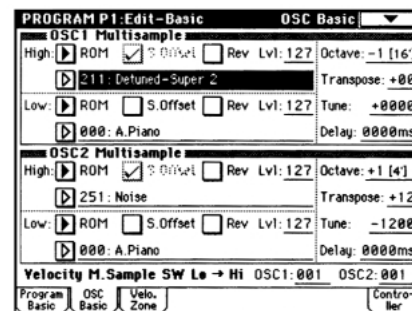 PROGRAM P1:Edit-Basic OSC Basic
OSC1 Multisample
High: ROM S.Offset Rev Lvl: 127 Octave: -1 [16'
211: Detuned-Super 2 Transpose: +00
Low: ROM S.Offset Rev Lvl: 127 Tune: +0000
000: A.Piano Delay: 0000ms
OSC2 Multisample
High: ROM S.Offset Rev Lvl: 127 Octave: +1 [4']
251: Noise Transpose: +12
Low: ROM S.Offset Rev Lvl: 127 Tune: -1200
000: A.Piano Delay: 0000ms
Velocity M.Sample SW Lo → Hi OSC1: 001 OSC2: 001
Program Basic OSC Basic Velo. Zone Contro- ller